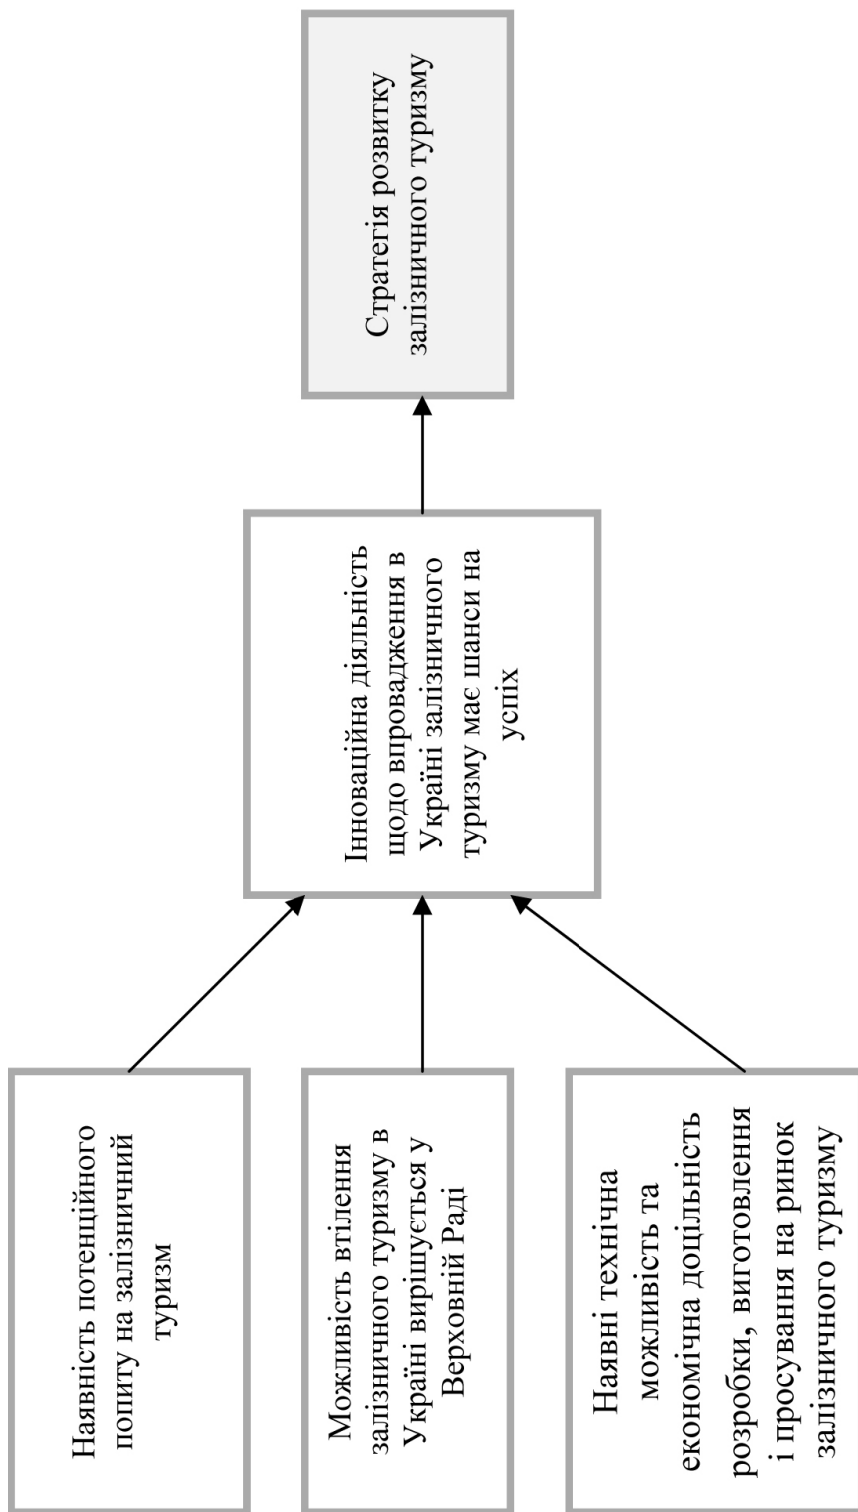 Наявність потенційного
попиту на залізничний
туризм
Можливість втілення
залізничного туризму в
Україні вирішується у
Верховній Раді
Наявні технічна
можливість та
економічна доцільність
розробки, виготовлення
і просування на ринок
залізничного туризму
Інноваційна діяльність
щодо впровадження в
Україні залізничного
туризму має шанси на
успіх
Стратегія розвитку
залізничного туризму